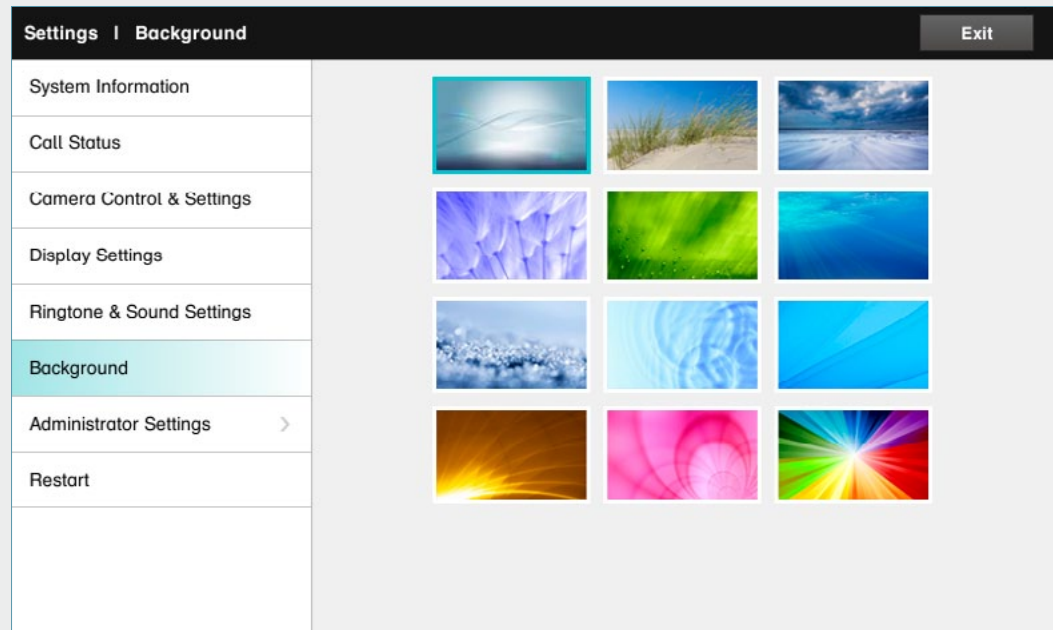 Settings | Background
Exit
System Information
Call Status
Camera Control & Settings
Display Settings
Ringtone & Sound Settings
Background
Administrator Settings
Restart